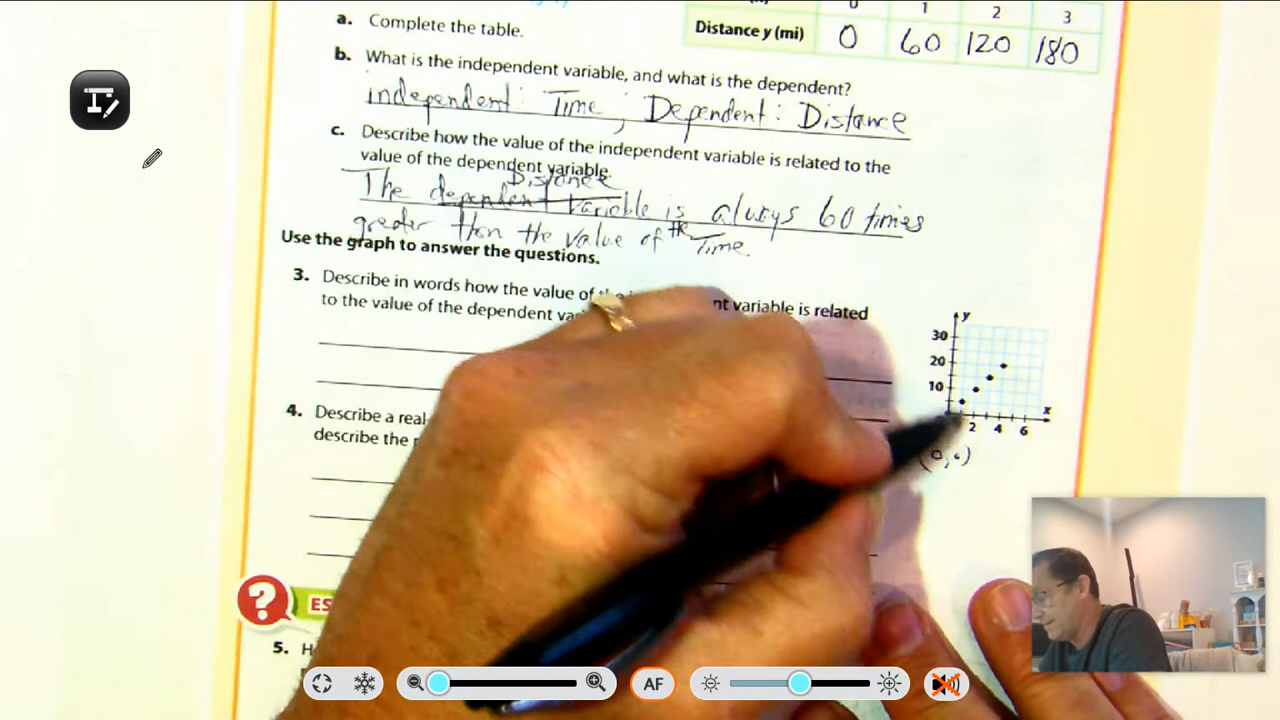 0 1 2 3
a. Complete the table.
Distance y (mi) 0 60 120 180
b. What is the independent variable, and what is the dependent?
independent: Time; Dependent: Distance
c. Describe how the value of the independent variable is related to the
value of the dependent variable.
Distance
The dependent variable is always 60 times
greater than the value of the Time.
Use the graph to answer the questions.
3. Describe in words how the value of variable is related
to the value of the dependent
y
30
20
10
x
2 4 6
4. Describe a real-
describe the
?
5.
AF